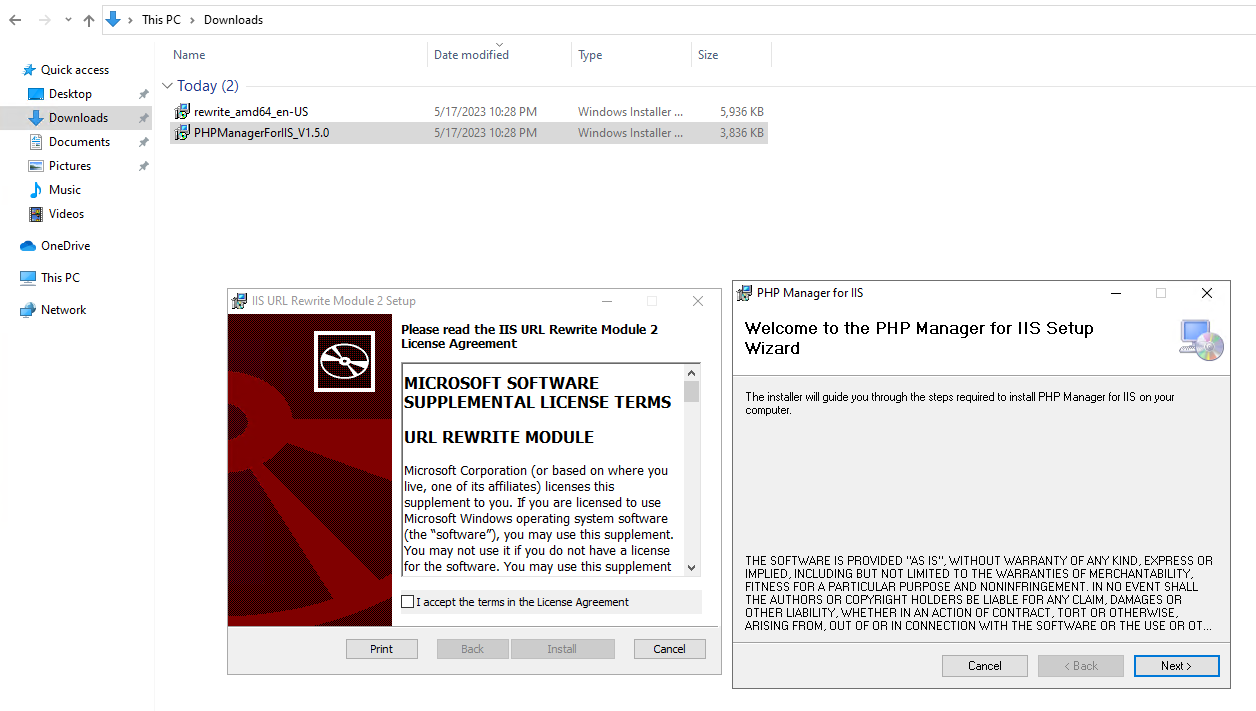 This PC > Downloads
Name Date modified Type Size
Quick access
Today (2)
Desktop
rewrite_amd64_en-US 5/17/2023 10:28 PM Windows Installer ... 5,936 KB
Downloads
PHPManagerForIIS_V1.5.0 5/17/2023 10:28 PM Windows Installer ... 3,836 KB
Documents
Pictures
Music
Videos
OneDrive
This PC
Network
IIS URL Rewrite Module 2 Setup
Please read the IIS URL Rewrite Module 2
License Agreement
MICROSOFT SOFTWARE
SUPPLEMENTAL LICENSE TERMS
URL REWRITE MODULE
Microsoft Corporation (or based on where you
live, one of its affiliates) licenses this
supplement to you. If you are licensed to use
Microsoft Windows operating system software
(the “software”), you may use this supplement.
You may not use it if you do not have a license
for the software. You may use this supplement
I accept the terms in the License Agreement
Print Back Install Cancel
PHP Manager for IIS
Welcome to the PHP Manager for IIS Setup
Wizard
The installer will guide you through the steps required to install PHP Manager for IIS on your
computer.
THE SOFTWARE IS PROVIDED "AS IS", WITHOUT WARRANTY OF ANY KIND, EXPRESS OR
IMPLIED, INCLUDING BUT NOT LIMITED TO THE WARRANTIES OF MERCHANTABILITY,
FITNESS FOR A PARTICULAR PURPOSE AND NONINFRINGEMENT. IN NO EVENT SHALL
THE AUTHORS OR COPYRIGHT HOLDERS BE LIABLE FOR ANY CLAIM, DAMAGES OR
OTHER LIABILITY, WHETHER IN AN ACTION OF CONTRACT, TORT OR OTHERWISE,
ARISING FROM, OUT OF OR IN CONNECTION WITH THE SOFTWARE OR THE USE OR OT...
Cancel < Back Next >